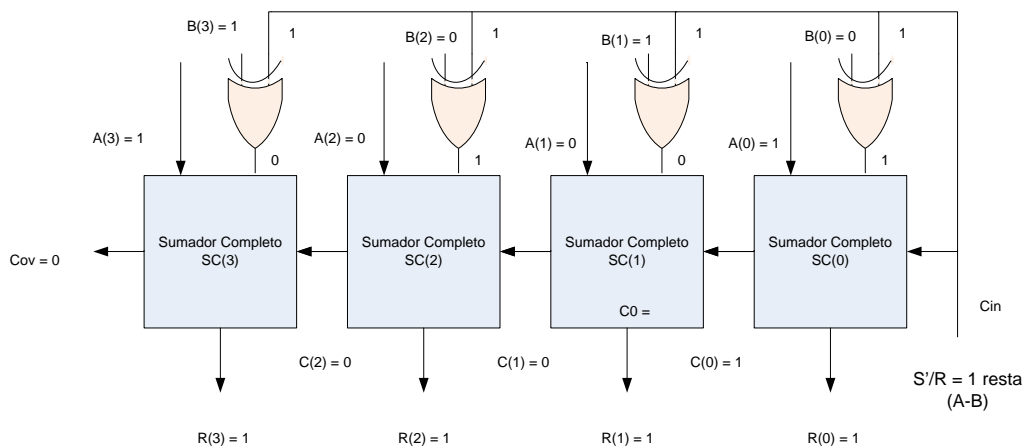 B(3) = 1
1
B(2) = 0
1
B(1) = 1
1
B(0) = 0
1
A(3) = 1
0
A(2) = 0
1
A(1) = 0
0
A(0) = 1
1
Cov = 0
Sumador Completo
SC(3)
Sumador Completo
SC(2)
Sumador Completo
SC(1)
C0 =
Sumador Completo
SC(0)
Cin
C(2) = 0
C(1) = 0
C(0) = 1
S'/R = 1 resta
(A-B)
R(3) = 1
R(2) = 1
R(1) = 1
R(0) = 1